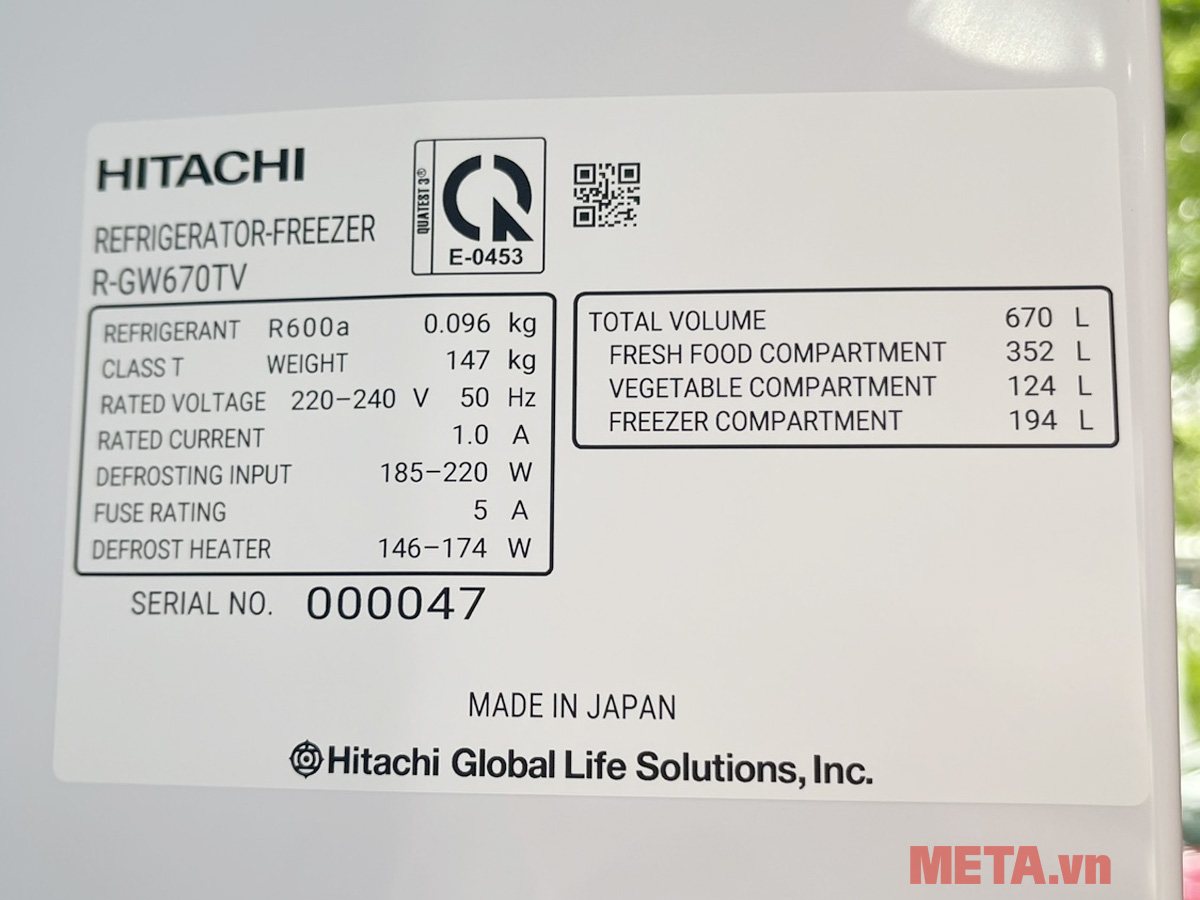 HITACHI
REFRIGERATOR-FREEZER
R-GW670TV
QUATEST 3®
E-0453
REFRIGERANT R600a 0.096 kg
CLASS T WEIGHT 147 kg
RATED VOLTAGE 220-240 V 50 Hz
RATED CURRENT 1.0 A
DEFROSTING INPUT 185-220 W
FUSE RATING 5 A
DEFROST HEATER 146-174 W
TOTAL VOLUME 670 L
FRESH FOOD COMPARTMENT 352 L
VEGETABLE COMPARTMENT 124 L
FREEZER COMPARTMENT 194 L
SERIAL NO. 000047
MADE IN JAPAN
Hitachi Global Life Solutions, Inc.
META.vn